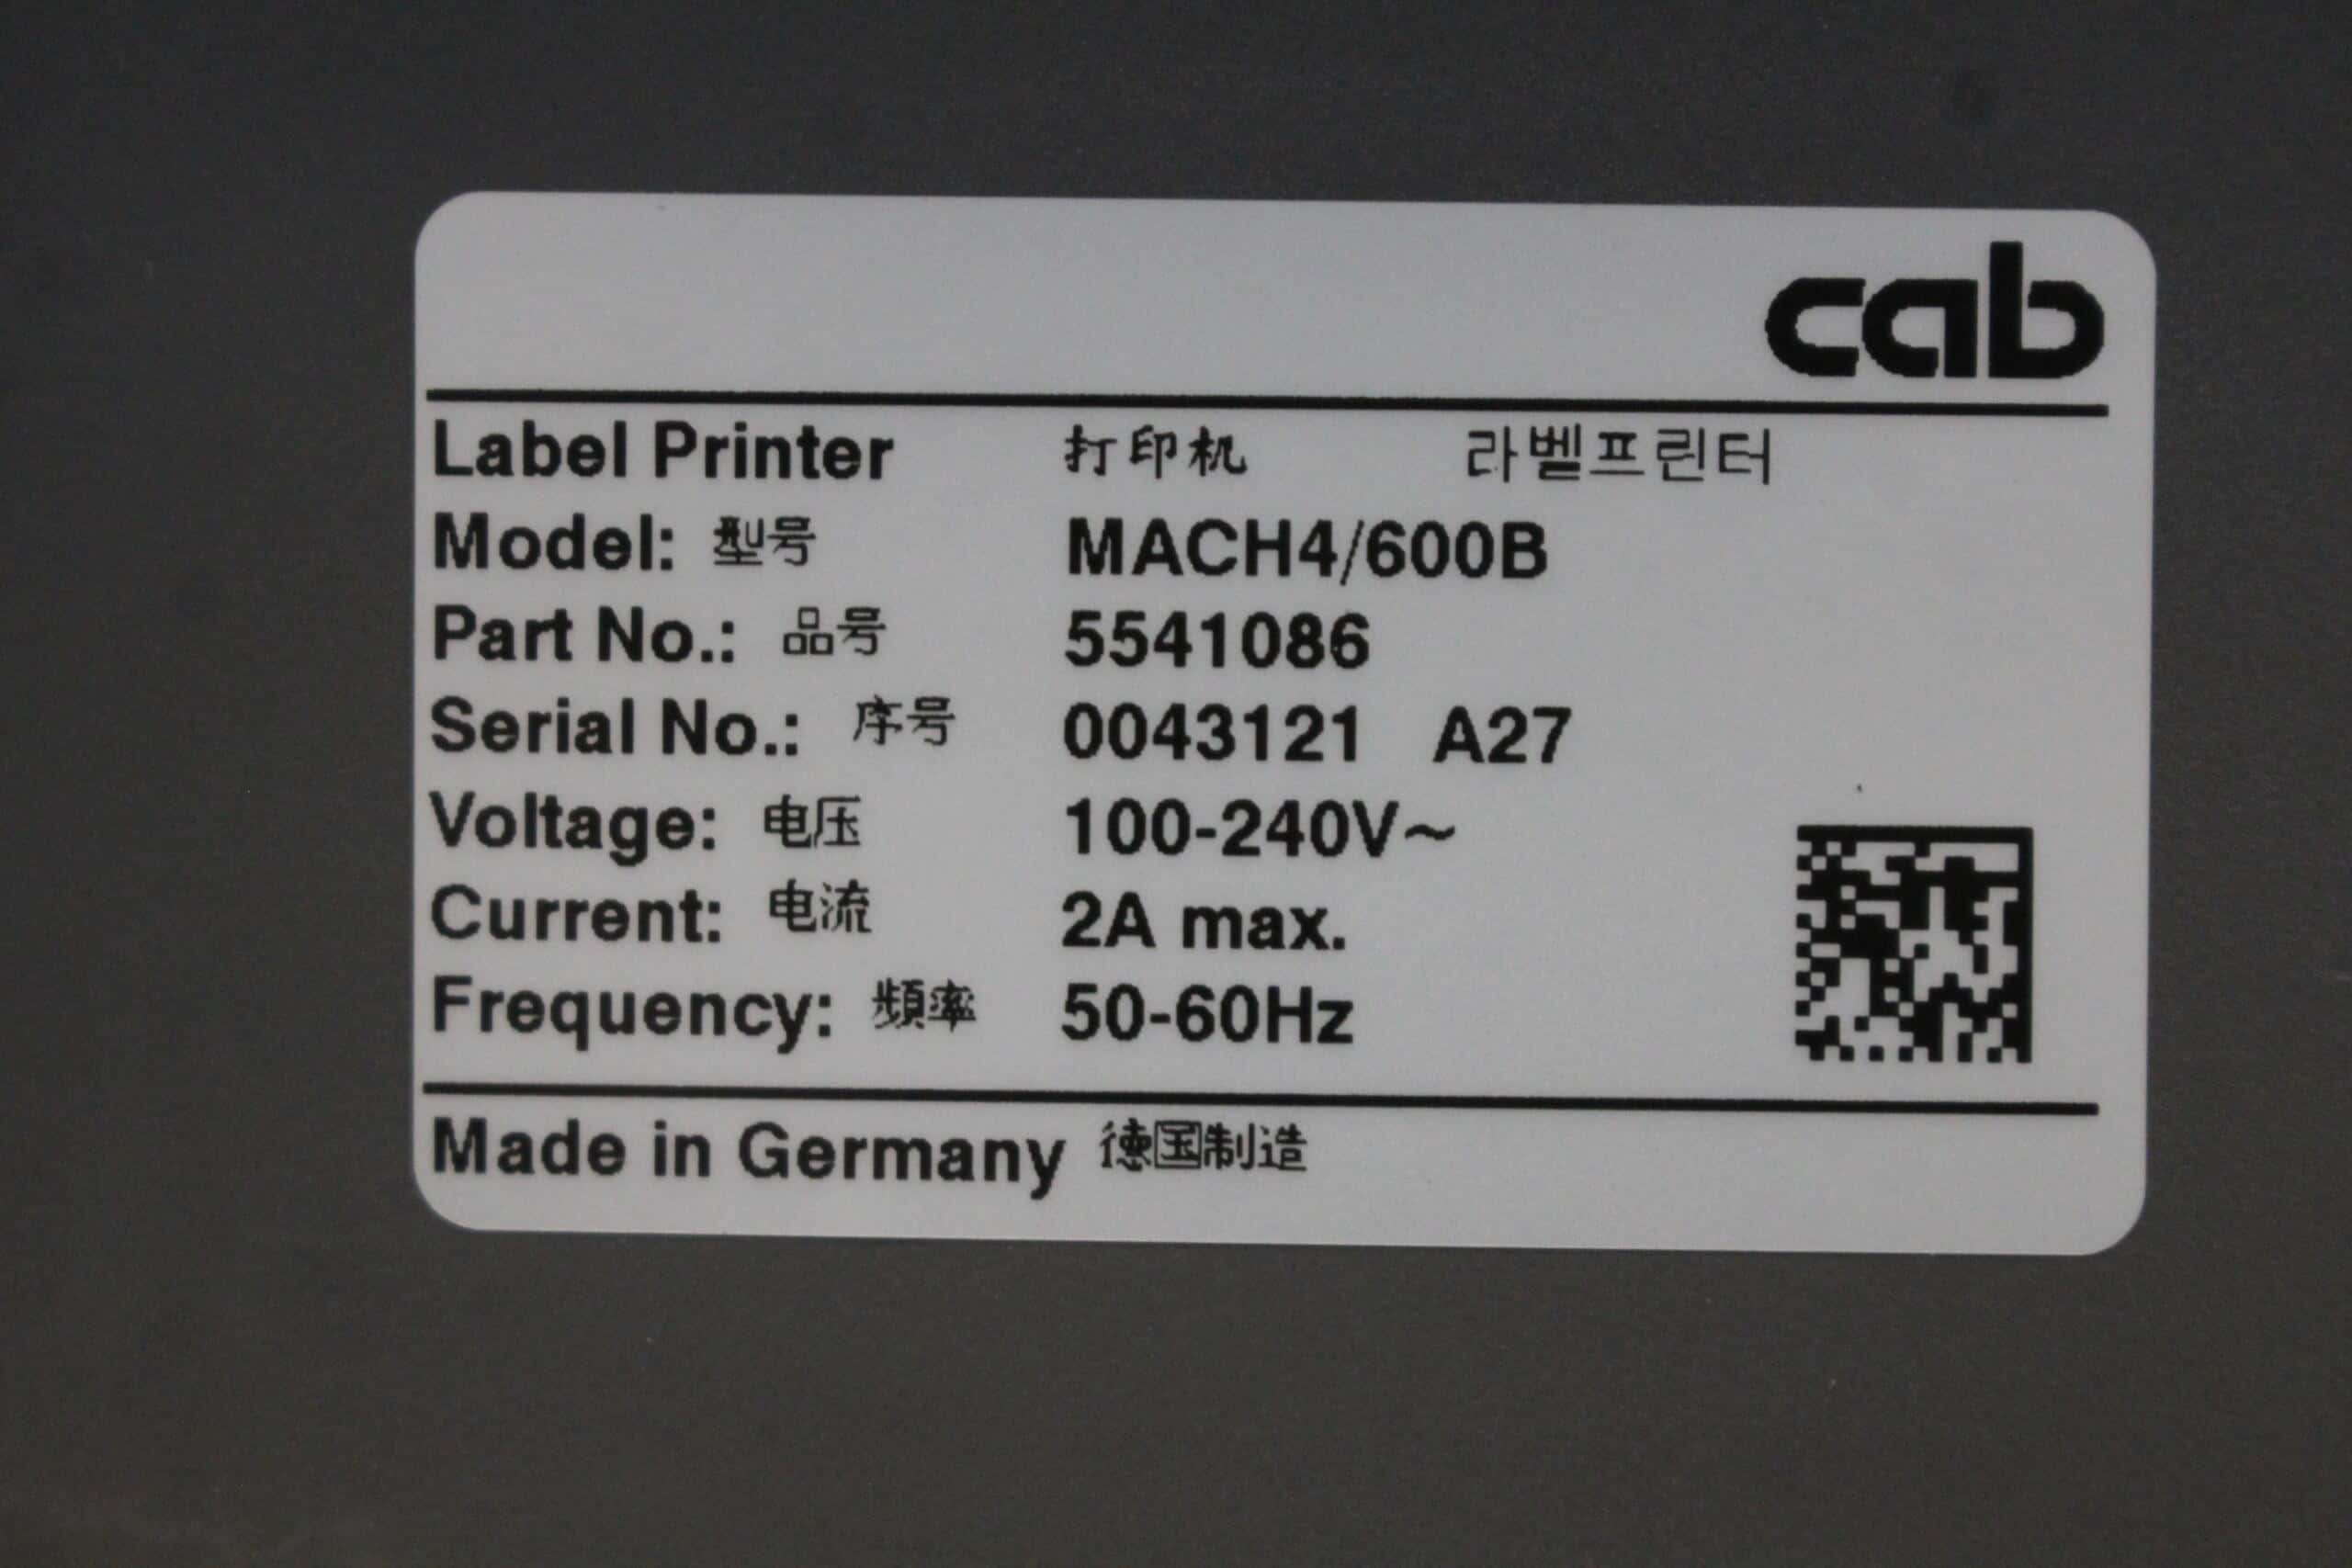 cab
Label Printer 打印机 라벨프린터
Model: 型号 MACH4/600B
Part No.: 品号 5541086
Serial No.: 序号 0043121 A27
Voltage: 电压 100-240V~
Current: 电流 2A max.
Frequency: 頻率 50-60Hz
Made in Germany 德国制造